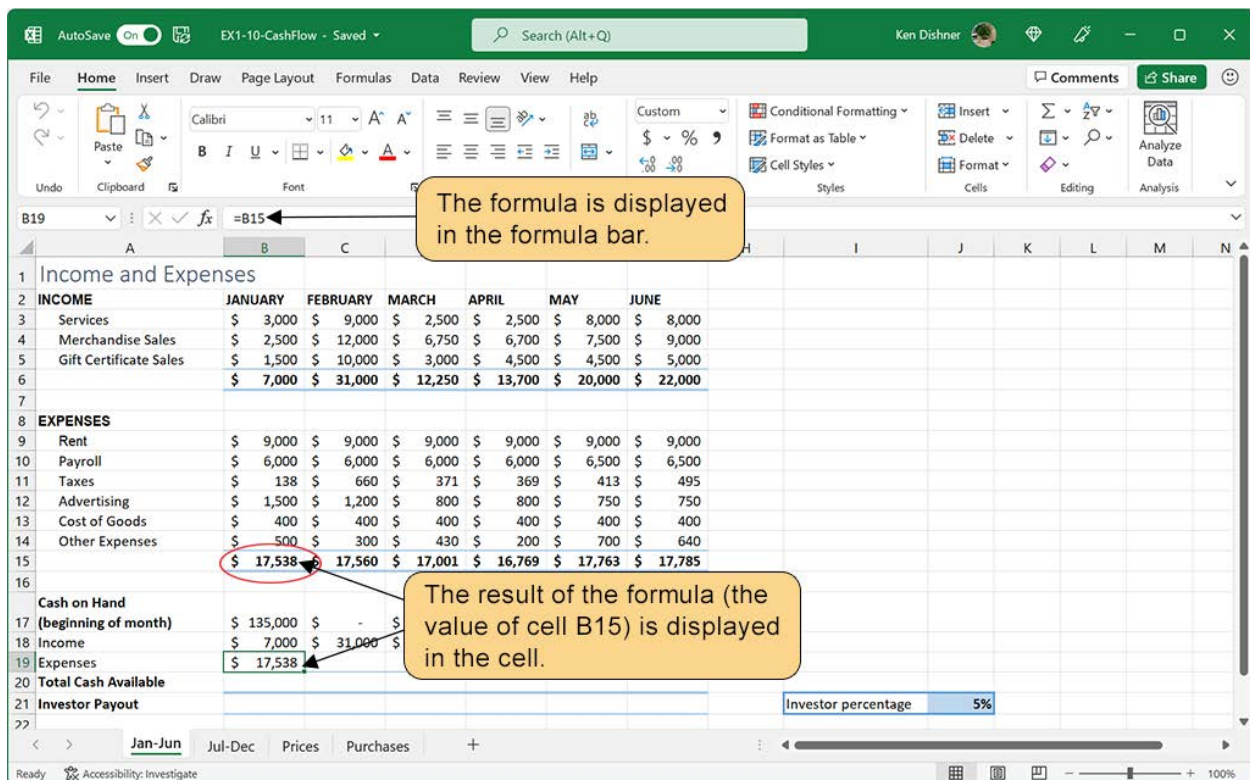 AutoSave On EX1-10-CashFlow - Saved Search (Alt+Q) Ken Dishner
File Home Insert Draw Page Layout Formulas Data Review View Help Comments Share
Calibri 11 A A Custom Conditional Formatting Insert
Paste B I U A $ % 9 Format as Table Delete Analyze Data
Cell Styles Format
Undo Clipboard Font Styles Cells Editing Analysis
B19 fx =B15
The formula is displayed
in the formula bar.
A B C H I J K L M N
1 Income and Expenses
2 INCOME JANUARY FEBRUARY MARCH APRIL MAY JUNE
3 Services $ 3,000 $ 9,000 $ 2,500 $ 2,500 $ 8,000 $ 8,000
4 Merchandise Sales $ 2,500 $ 12,000 $ 6,750 $ 6,700 $ 7,500 $ 9,000
5 Gift Certificate Sales $ 1,500 $ 10,000 $ 3,000 $ 4,500 $ 4,500 $ 5,000
6 $ 7,000 $ 31,000 $ 12,250 $ 13,700 $ 20,000 $ 22,000
7
8 EXPENSES
9 Rent $ 9,000 $ 9,000 $ 9,000 $ 9,000 $ 9,000 $ 9,000
10 Payroll $ 6,000 $ 6,000 $ 6,000 $ 6,000 $ 6,500 $ 6,500
11 Taxes $ 138 $ 660 $ 371 $ 369 $ 413 $ 495
12 Advertising $ 1,500 $ 1,200 $ 800 $ 800 $ 750 $ 750
13 Cost of Goods $ 400 $ 400 $ 400 $ 400 $ 400 $ 400
14 Other Expenses $ 500 $ 300 $ 430 $ 200 $ 700 $ 640
15 $ 17,538 $ 17,560 $ 17,001 $ 16,769 $ 17,763 $ 17,785
16
Cash on Hand
17 (beginning of month) $ 135,000 $ - $
18 Income $ 7,000 $ 31,000 $
19 Expenses $ 17,538
The result of the formula (the
value of cell B15) is displayed
in the cell.
20 Total Cash Available
21 Investor Payout Investor percentage 5%
22
Jan-Jun Jul-Dec Prices Purchases +
Ready Accessibility: Investigate 100%